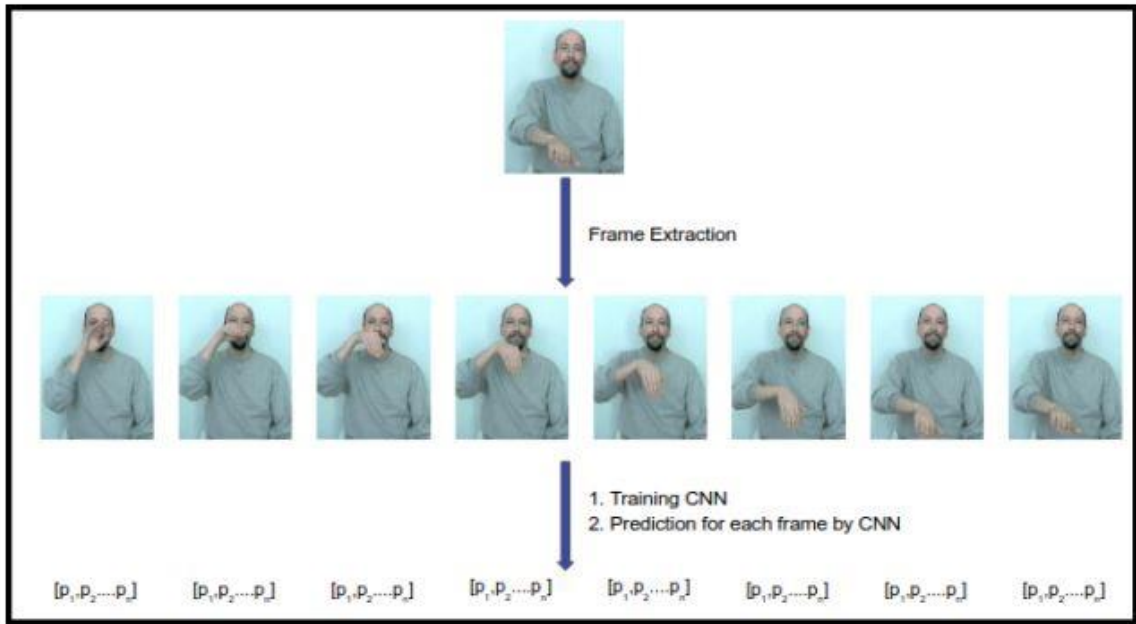 Frame Extraction
1. Training CNN
2. Prediction for each frame by CNN
[p₁,p₂....pₙ] [p₁,p₂....pₙ] [p₁,p₂....pₙ] [p₁,p₂....pₙ] [p₁,p₂....pₙ] [p₁,p₂....pₙ] [p₁,p₂....pₙ] [p₁,p₂....pₙ]